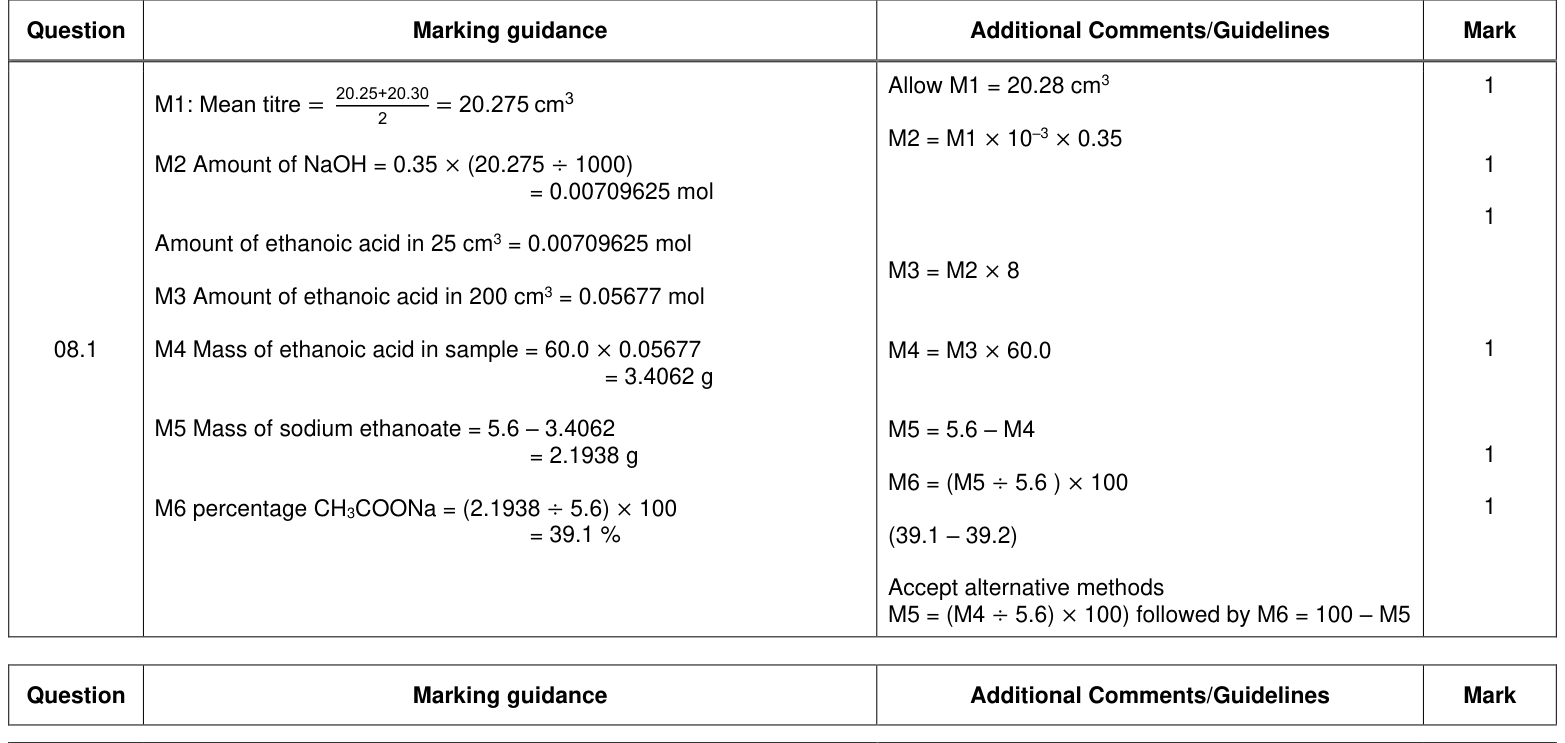 Question Marking guidance Additional Comments/Guidelines Mark
08.1
M1: Mean titre = (20.25+20.30)/2 = 20.275 cm³
M2 Amount of NaOH = 0.35 × (20.275 ÷ 1000)
= 0.00709625 mol
Amount of ethanoic acid in 25 cm³ = 0.00709625 mol
M3 Amount of ethanoic acid in 200 cm³ = 0.05677 mol
M4 Mass of ethanoic acid in sample = 60.0 × 0.05677
= 3.4062 g
M5 Mass of sodium ethanoate = 5.6 – 3.4062
= 2.1938 g
M6 percentage CH₃COONa = (2.1938 ÷ 5.6) × 100
= 39.1 %
Allow M1 = 20.28 cm³
M2 = M1 × 10⁻³ × 0.35
M3 = M2 × 8
M4 = M3 × 60.0
M5 = 5.6 – M4
M6 = (M5 ÷ 5.6 ) × 100
(39.1 – 39.2)
Accept alternative methods
M5 = (M4 ÷ 5.6) × 100) followed by M6 = 100 – M5
1
1
1
1
1
1
Question Marking guidance Additional Comments/Guidelines Mark